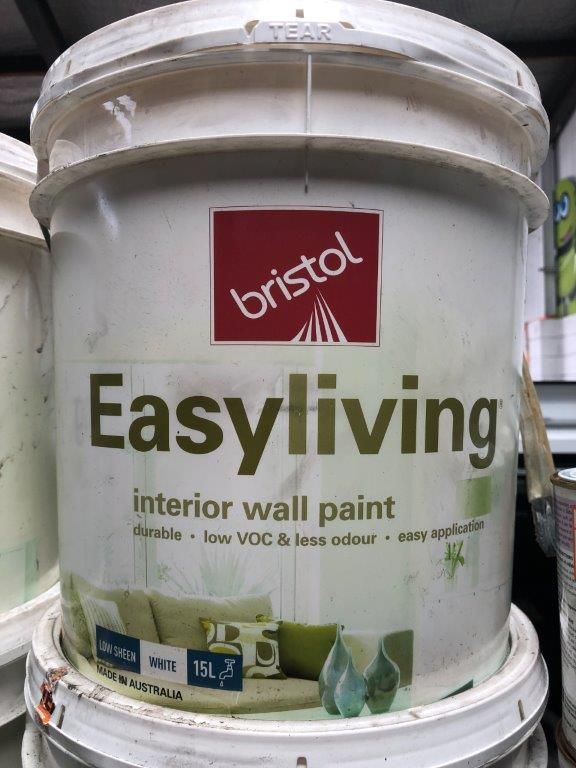 TEAR
bristol
Easyliving
interior wall paint
durable • low VOC & less odour • easy application
LOW SHEEN WHITE 15L
MADE IN AUSTRALIA